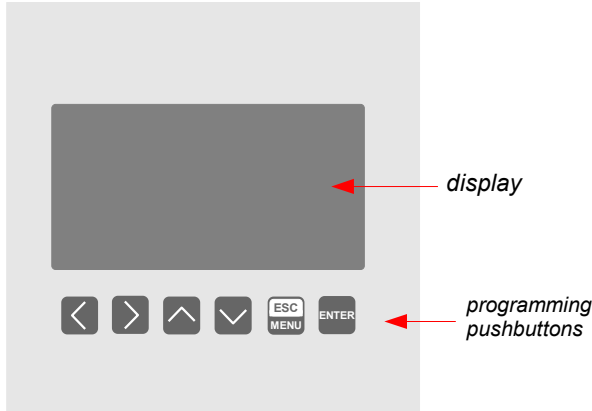 display
ESC
MENU
ENTER
programming
pushbuttons